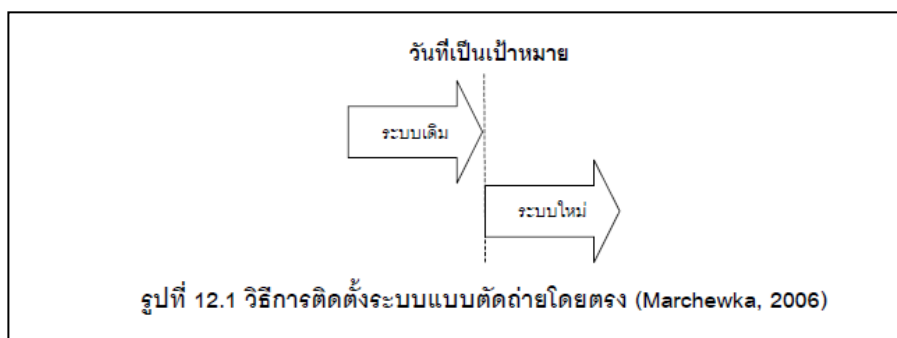 วันที่เป็นเป้าหมาย
ระบบเดิม
ระบบใหม่
รูปที่ 12.1 วิธีการติดตั้งระบบแบบตัดถ่ายโดยตรง (Marchewka, 2006)